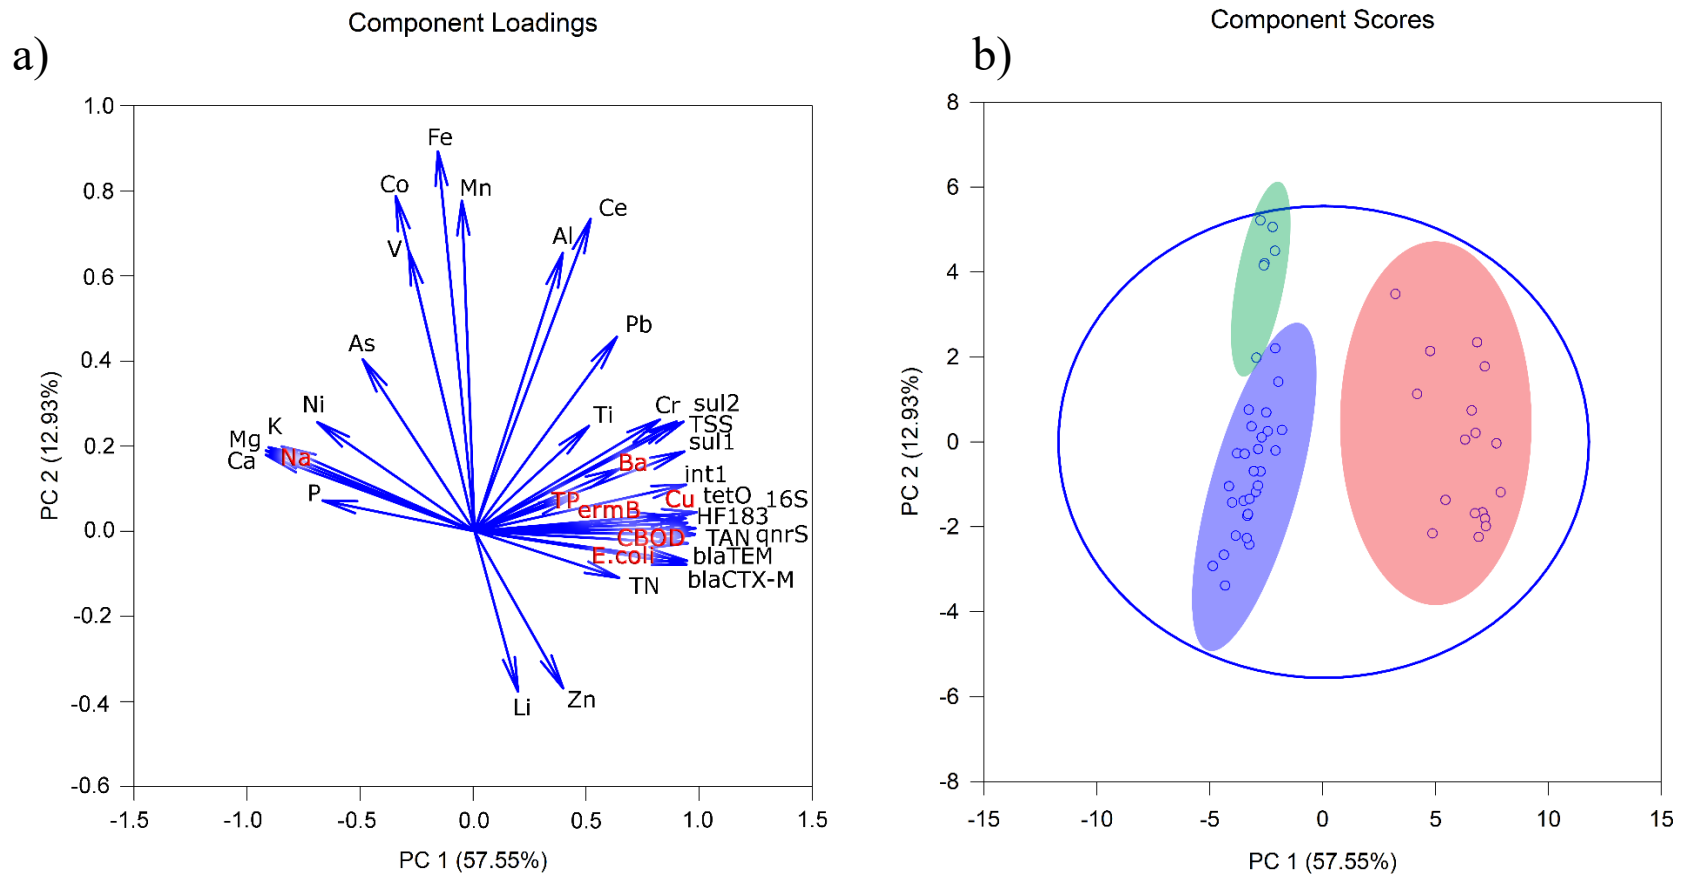 Component Loadings
a)
1.0
0.8
0.6
0.4
0.2
0.0
-0.2
-0.4
-0.6
PC 2 (12.93%)
Fe
Co
Mn
Ce
V
Al
Pb
As
Ni
Ti
Cr
sul2
K
TSS
Mg
sul1
Ca
Na
Ba
int1
P
TP
Cu
tetO
16S
ermB
HF183
CBOD
TAN
qnrS
E.coli
blaTEM
TN
blaCTX-M
Li
Zn
-1.5
-1.0
-0.5
0.0
0.5
1.0
1.5
PC 1 (57.55%)
Component Scores
b)
8
6
4
2
0
-2
-4
-6
-8
PC 2 (12.93%)
-15
-10
-5
0
5
10
15
PC 1 (57.55%)